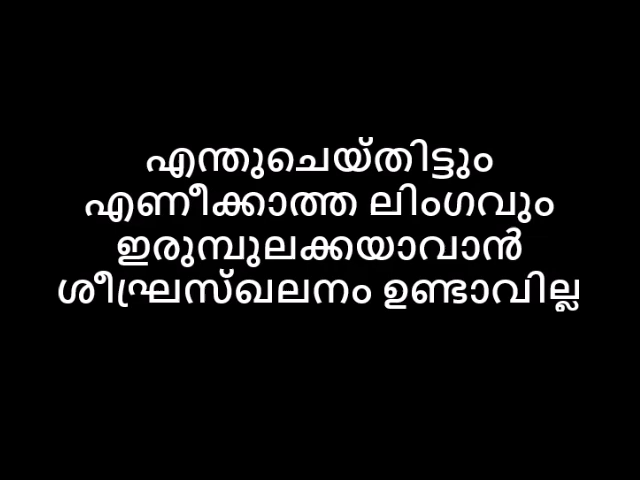 എന്തുചെയ്തിട്ടും
എണീക്കാത്ത ലിംഗവും
ഇരുമ്പുലക്കയാവാൻ
ശീഘ്രസ്ഖലനം ഉണ്ടാവില്ല